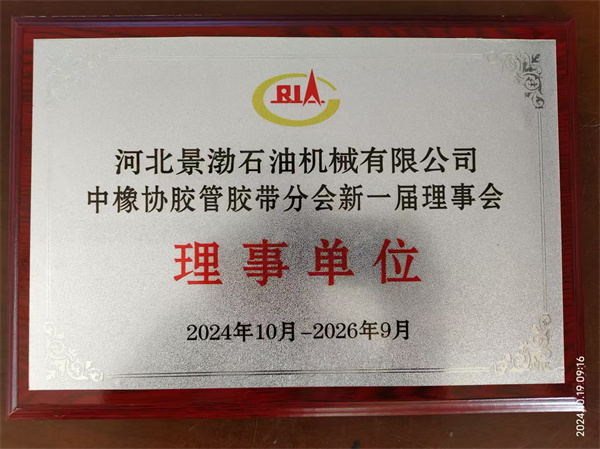 CRIA
河北景渤石油机械有限公司
中橡协胶管胶带分会新一届理事会
理事单位
2024年10月-2026年9月
2024.10.19 09:16